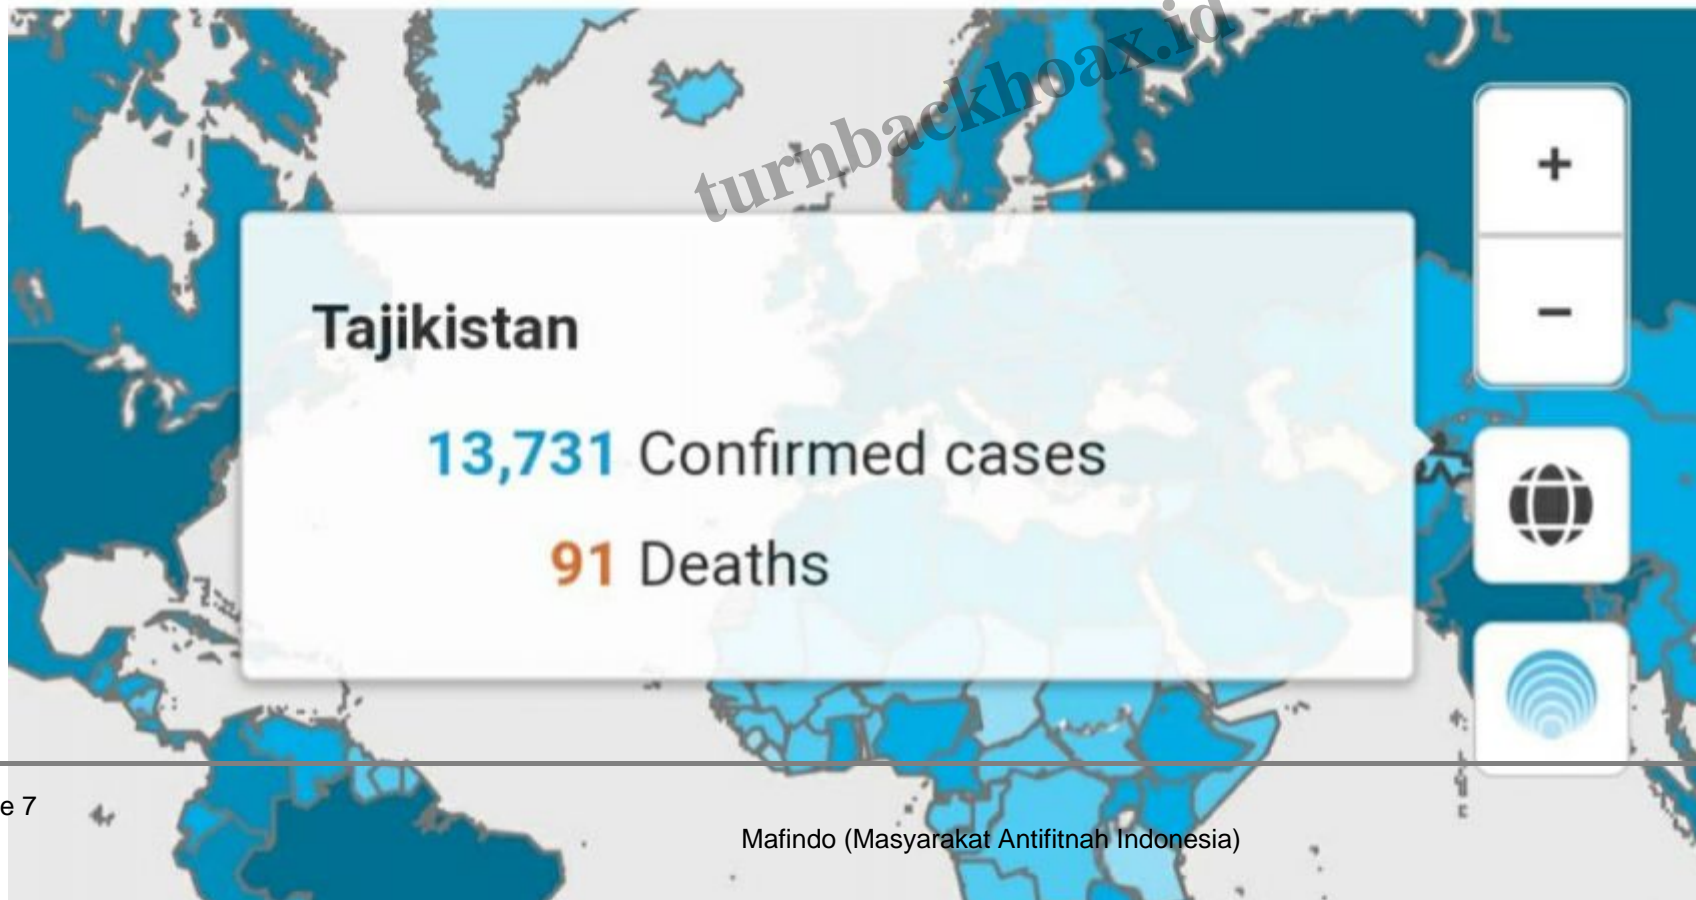 turnbackhoax.id
+
Tajikistan
−
13,731 Confirmed cases
91 Deaths
e 7
Mafindo (Masyarakat Antifitnah Indonesia)